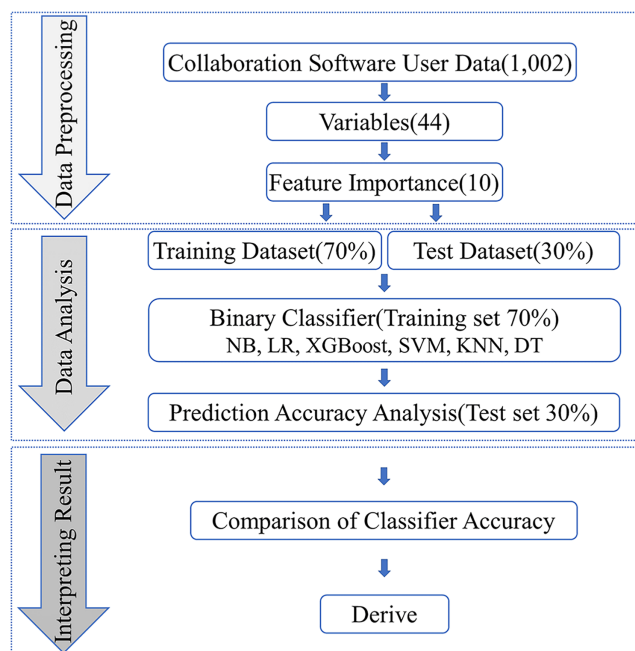 Data Preprocessing
Collaboration Software User Data(1,002)
Variables(44)
Feature Importance(10)
Data Analysis
Training Dataset(70%)
Test Dataset(30%)
Binary Classifier(Training set 70%)
NB, LR, XGBoost, SVM, KNN, DT
Prediction Accuracy Analysis(Test set 30%)
Interpreting Result
Comparison of Classifier Accuracy
Derive